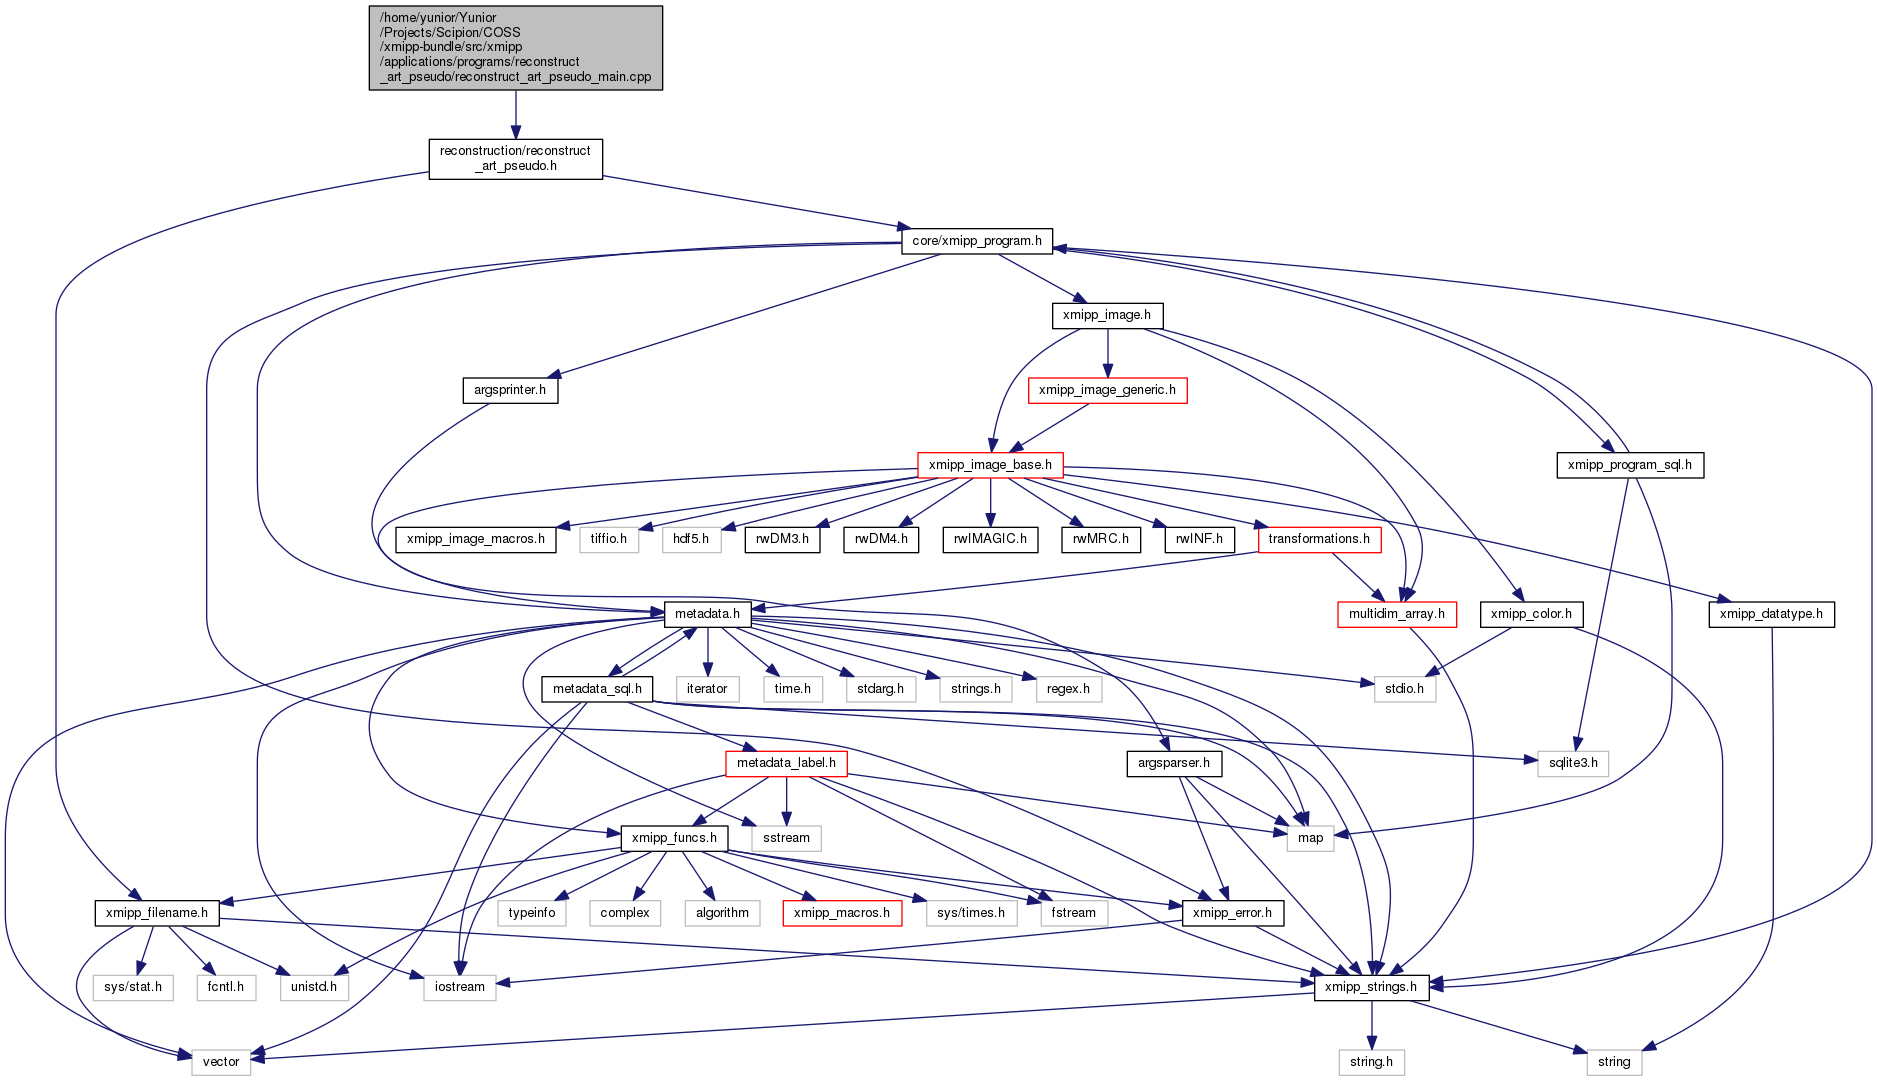 /home/yunior/Yunior
/Projects/Scipion/COSS
/xmipp-bundle/src/xmipp
/applications/programs/reconstruct
_art_pseudo/reconstruct_art_pseudo_main.cpp
reconstruction/reconstruct
_art_pseudo.h
core/xmipp_program.h
xmipp_image.h
argsprinter.h
xmipp_image_generic.h
xmipp_image_base.h
xmipp_program_sql.h
xmipp_image_macros.h
tiffio.h
hdf5.h
rwDM3.h
rwDM4.h
rwIMAGIC.h
rwMRC.h
rwINF.h
transformations.h
metadata.h
multidim_array.h
xmipp_color.h
xmipp_datatype.h
metadata_sql.h
iterator
time.h
stdarg.h
strings.h
regex.h
stdio.h
metadata_label.h
argsparser.h
sqlite3.h
xmipp_funcs.h
sstream
map
xmipp_filename.h
typeinfo
complex
algorithm
xmipp_macros.h
sys/times.h
fstream
xmipp_error.h
sys/stat.h
fcntl.h
unistd.h
iostream
xmipp_strings.h
vector
string.h
string